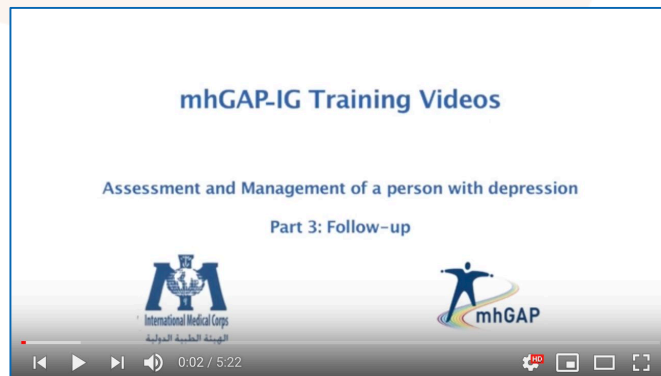 mhGAP-IG Training Videos
Assessment and Management of a person with depression
Part 3: Follow-up
International Medical Corps
الهيئة الطبية الدولية
mhGAP
0:02 / 5:22
HD